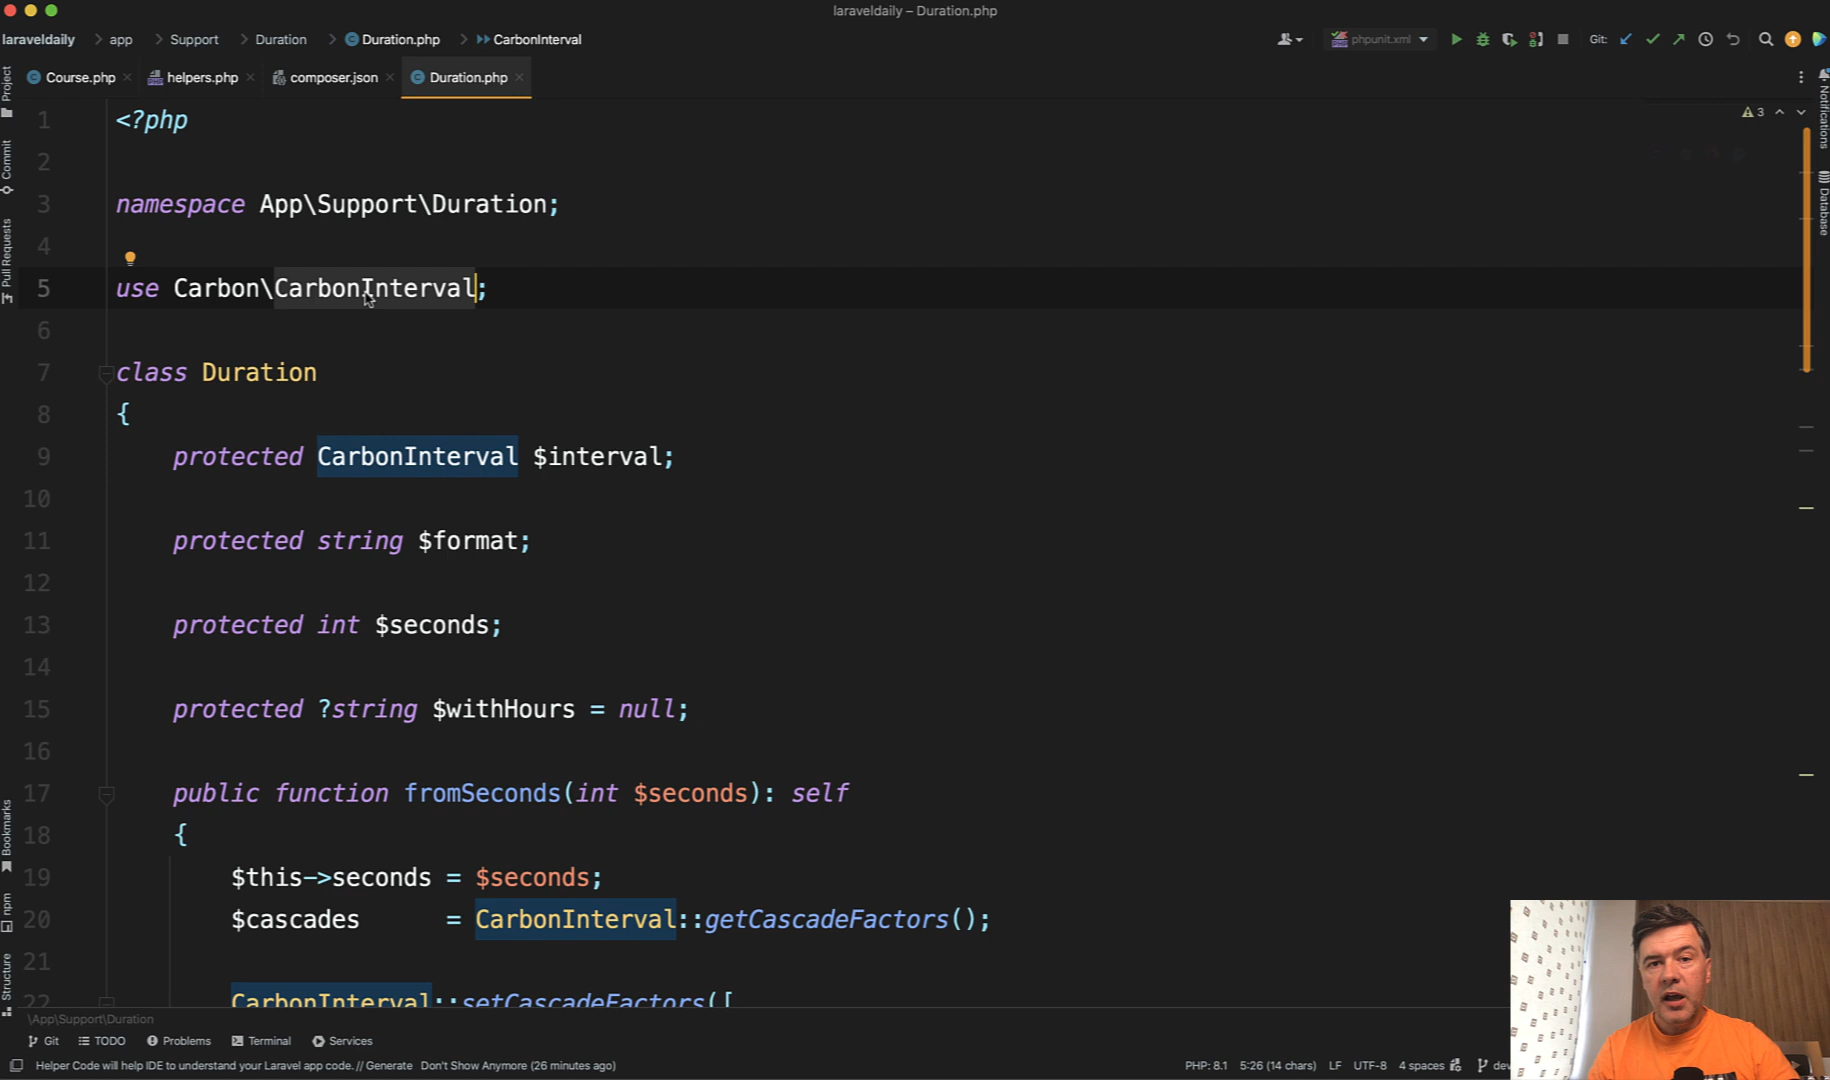 laraveldaily – Duration.php
laraveldaily
app
Support
Duration
Duration.php
CarbonInterval
phpunit.xml
Git:
Course.php
helpers.php
composer.json
Duration.php
3
Project
Commit
Pull Requests
Bookmarks
npm
Structure
Notifications
Database
1 <?php
2
3 namespace App\Support\Duration;
4
5 use Carbon\CarbonInterval;
6
7 class Duration
8 {
9 protected CarbonInterval $interval;
10
11 protected string $format;
12
13 protected int $seconds;
14
15 protected ?string $withHours = null;
16
17 public function fromSeconds(int $seconds): self
18 {
19 $this->seconds = $seconds;
20 $cascades = CarbonInterval::getCascadeFactors();
21
22 CarbonInterval::setCascadeFactors([
\App\Support\Duration
Git
TODO
Problems
Terminal
Services
Helper Code will help IDE to understand your Laravel app code. // Generate Don't Show Anymore (26 minutes ago)
PHP: 8.1
5:26 (14 chars)
LF
UTF-8
4 spaces